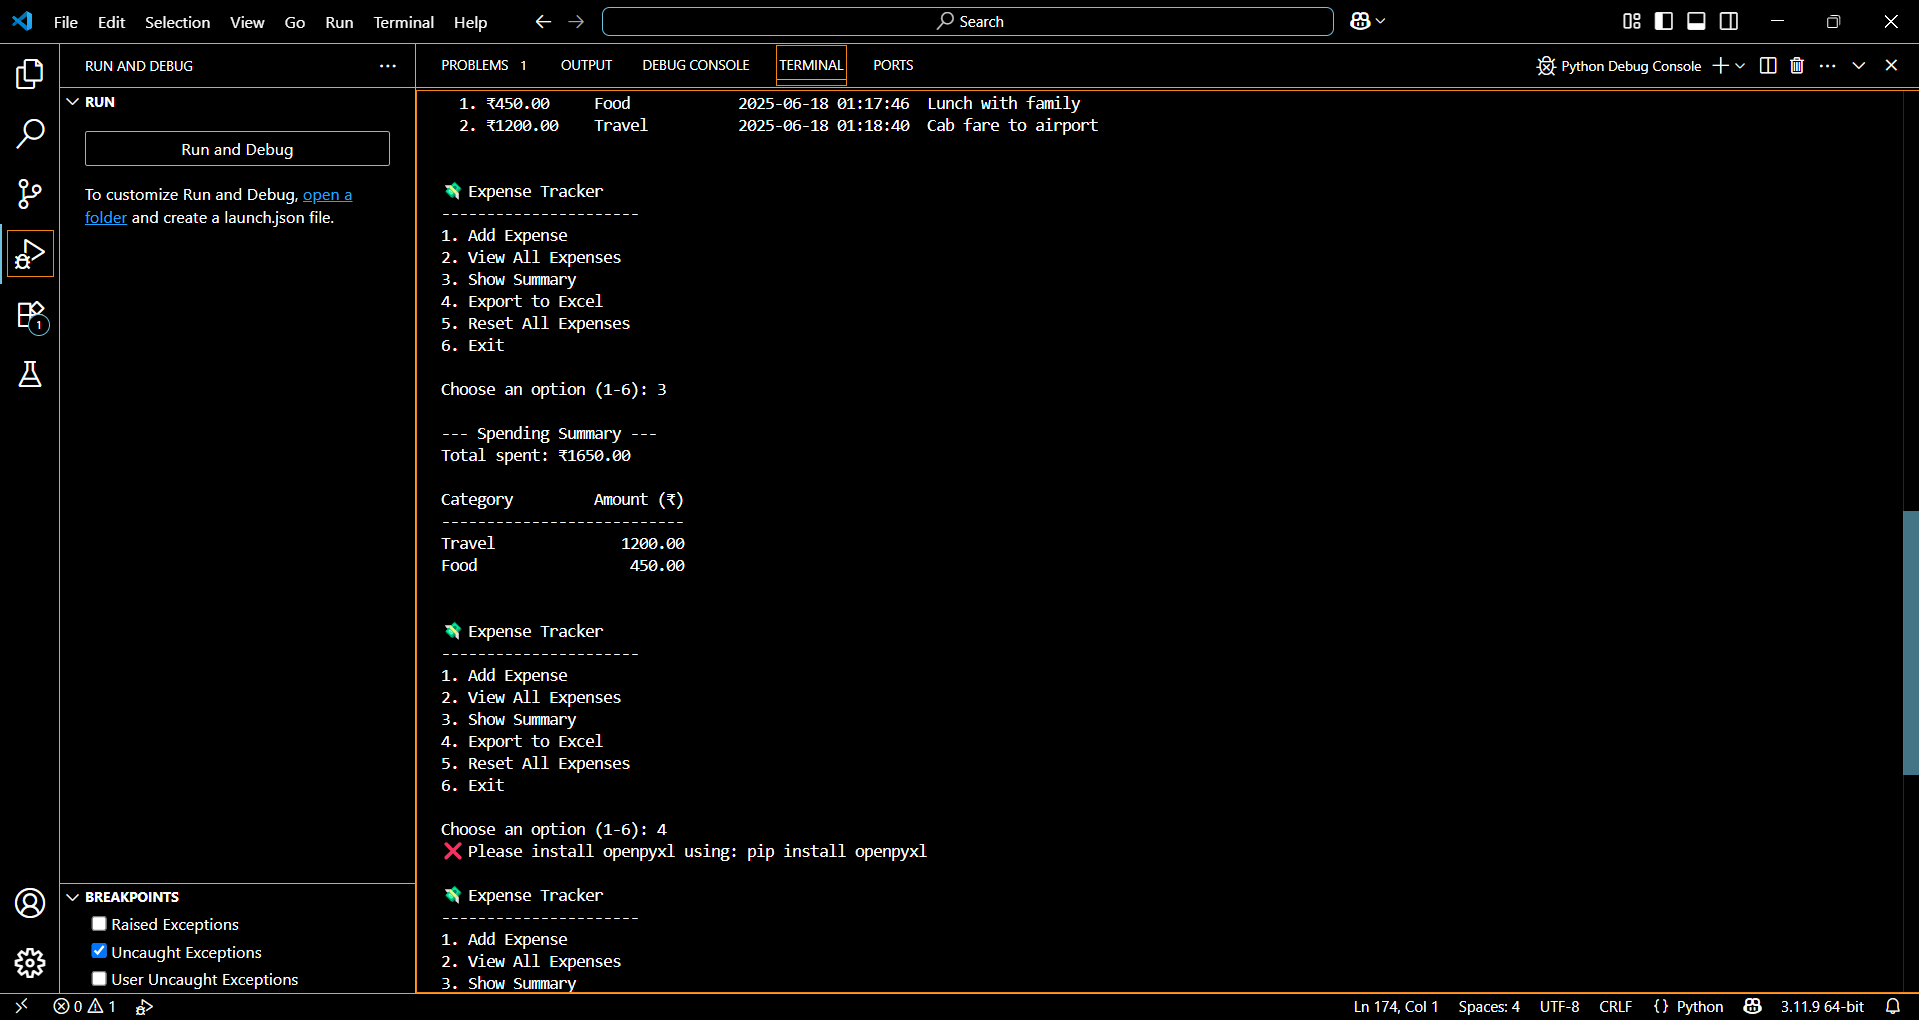 File Edit Selection View Go Run Terminal Help
Search
RUN AND DEBUG
RUN
Run and Debug
To customize Run and Debug, open a
folder and create a launch.json file.
1
PROBLEMS 1 OUTPUT DEBUG CONSOLE TERMINAL PORTS
Python Debug Console
1. ₹450.00 Food 2025-06-18 01:17:46 Lunch with family
2. ₹1200.00 Travel 2025-06-18 01:18:40 Cab fare to airport
💸 Expense Tracker
----------------------
1. Add Expense
2. View All Expenses
3. Show Summary
4. Export to Excel
5. Reset All Expenses
6. Exit
Choose an option (1-6): 3
--- Spending Summary ---
Total spent: ₹1650.00
Category Amount (₹)
---------------------------
Travel 1200.00
Food 450.00
💸 Expense Tracker
----------------------
1. Add Expense
2. View All Expenses
3. Show Summary
4. Export to Excel
5. Reset All Expenses
6. Exit
Choose an option (1-6): 4
❌ Please install openpyxl using: pip install openpyxl
💸 Expense Tracker
----------------------
1. Add Expense
2. View All Expenses
3. Show Summary
BREAKPOINTS
Raised Exceptions
Uncaught Exceptions
User Uncaught Exceptions
0 1
Ln 174, Col 1 Spaces: 4 UTF-8 CRLF {} Python 3.11.9 64-bit